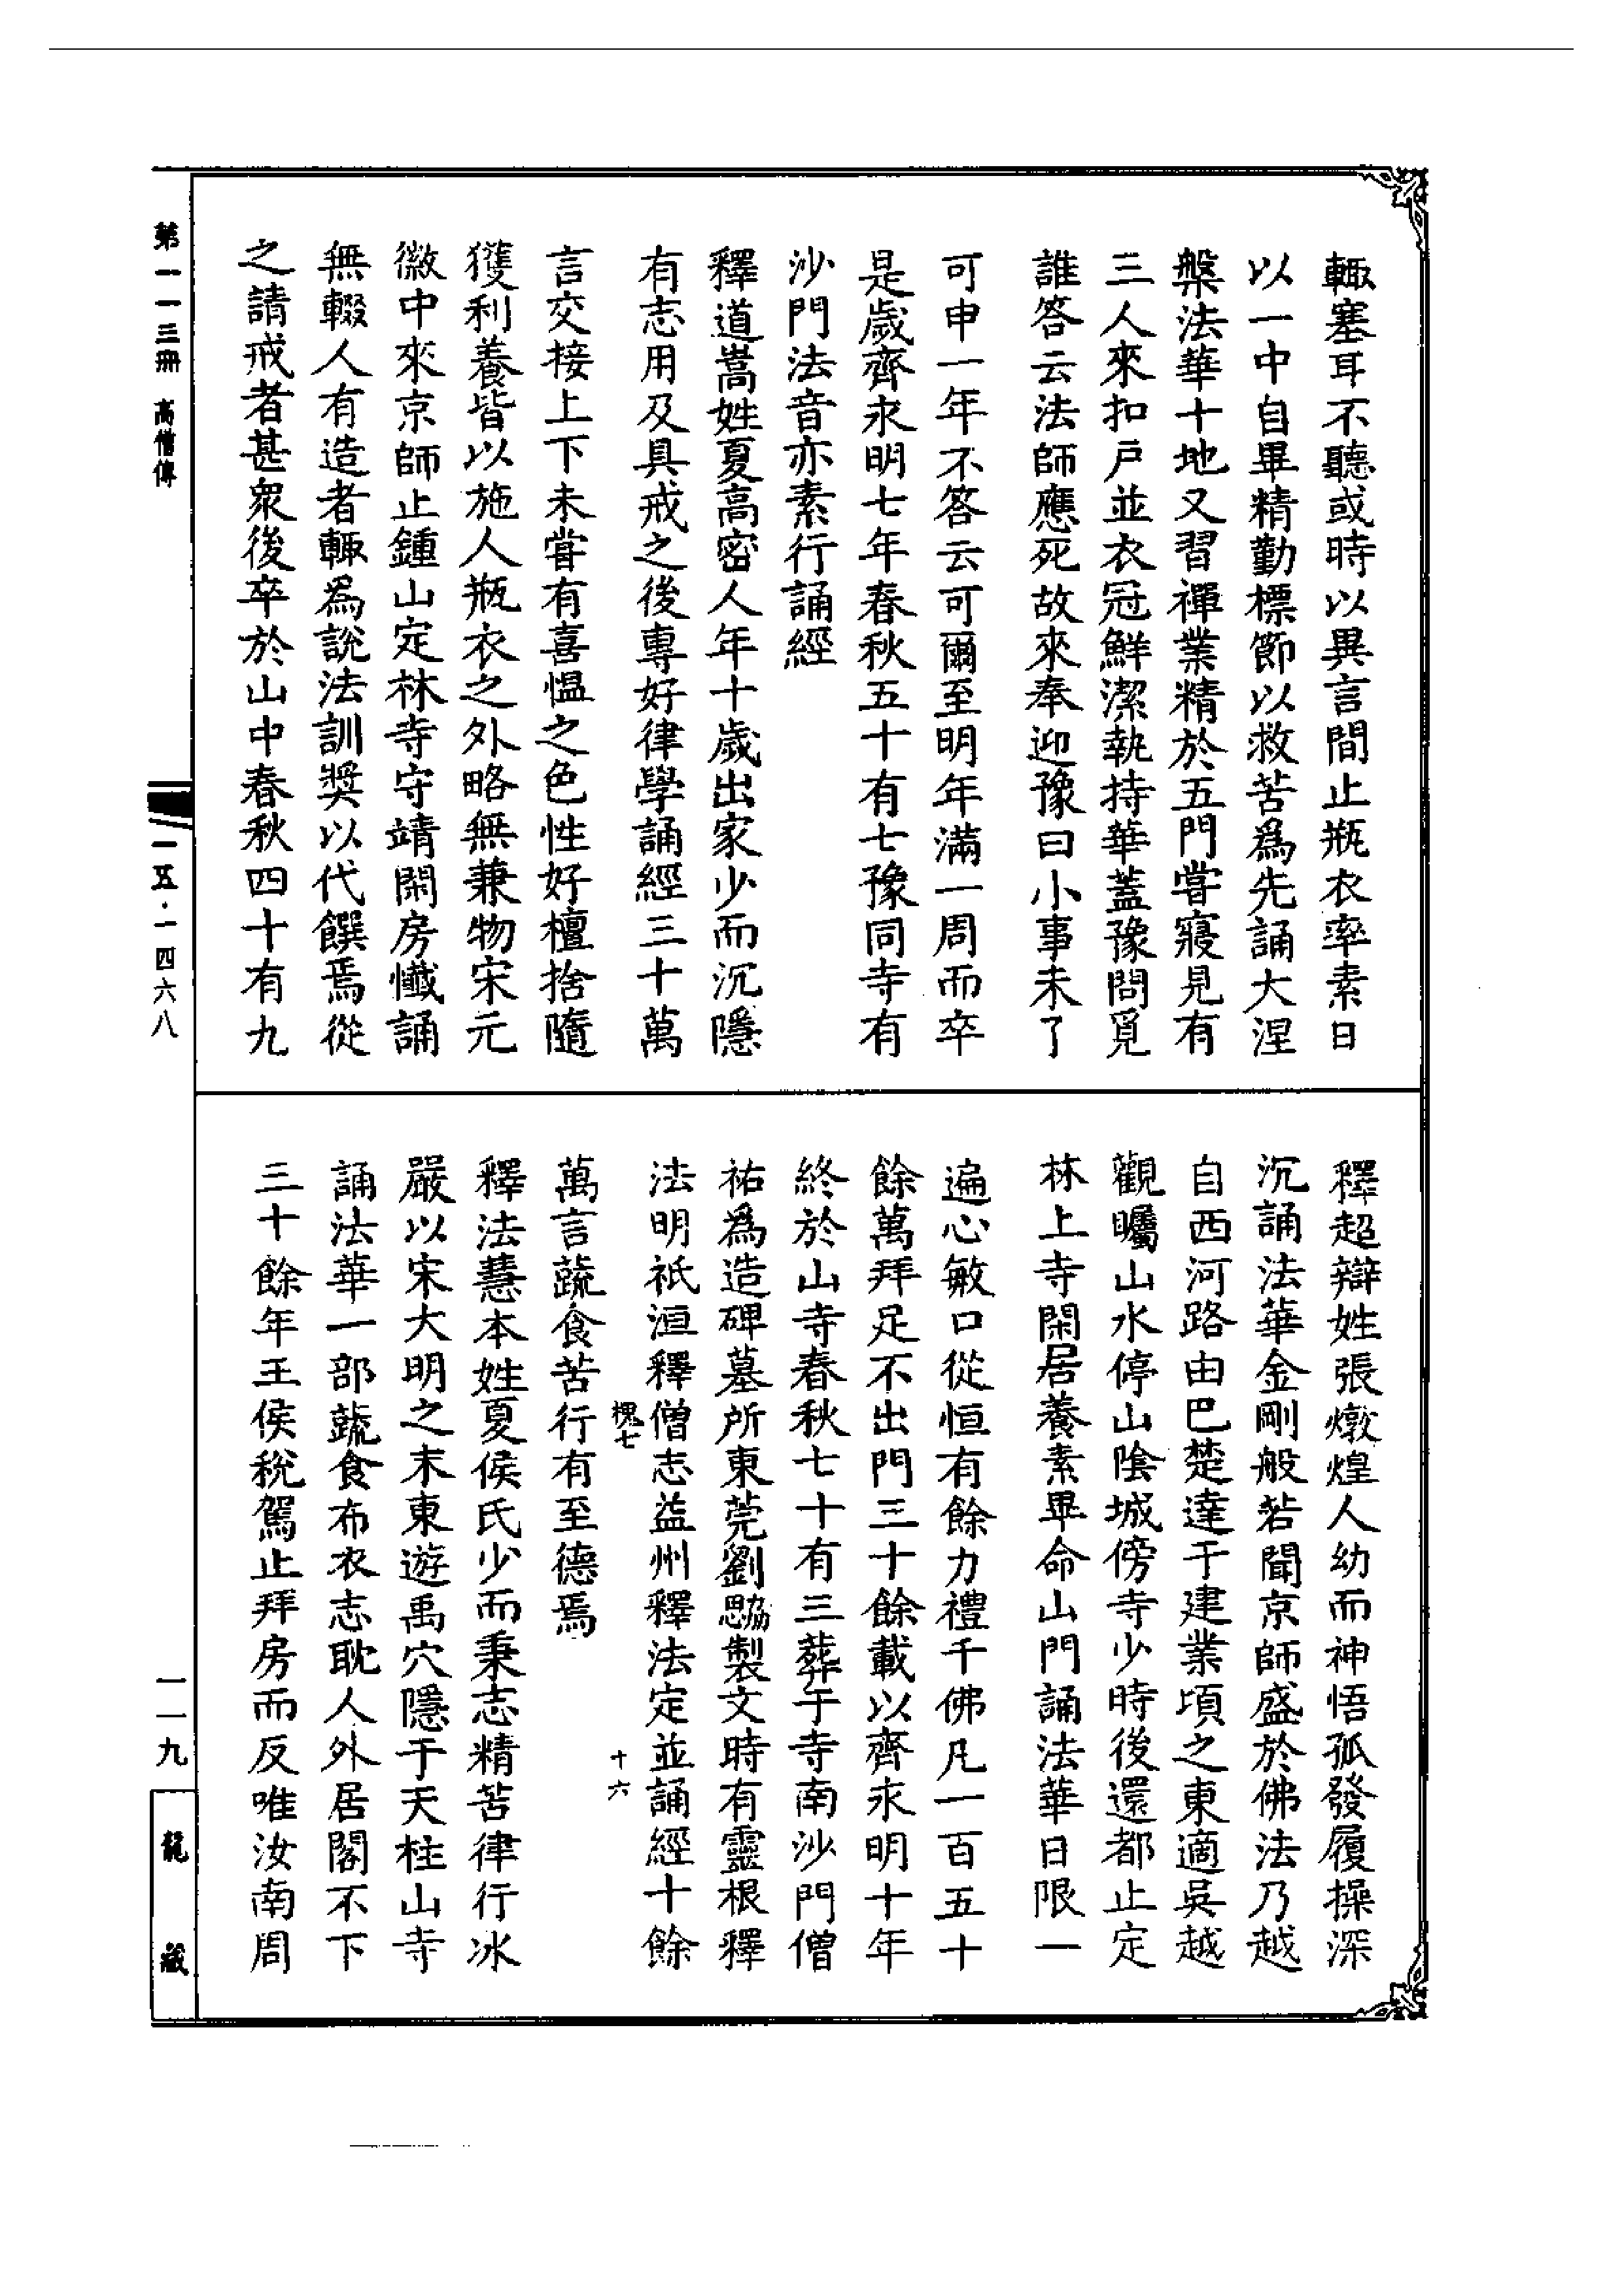 輙塞耳不聽或時以異言間止瓶衣率素日
以一中自畢精勤標節以救苦爲先誦大涅
槃法華十地又習禪業精於五門甞寢見有
三人來扣戸並衣冠鮮潔執持華蓋豫問覓
誰答云法師應死故來奉迎豫曰小事未了
可申一年不答云可爾至明年滿一周而卒
是歲齊永明七年春秋五十有七豫同寺有
沙門法音亦素行誦經
釋道嵩姓夏高密人年十歲出家少而沉隱
有志用及具戒之後專好律學誦經三十萬
言交接上下未甞有喜愠之色性好檀捨隨
獲利養皆以施人瓶衣之外略無兼物宋元
徽中來京師止鍾山定林寺守靖閑房懺誦
無輟人有造者輙爲說法訓獎以代饌焉從
之請戒者甚衆後卒於山中春秋四十有九
釋超辯姓張燉煌人幼而神悟孤發履操深
沉誦法華金剛般若聞京師盛於佛法乃越
自西河路由巴楚達于建業頃之東適吳越
觀矚山水停山陰城傍寺少時後還都止定
林上寺閑居養素畢命山門誦法華日限一
遍心敏口從恒有餘力禮千佛凡一百五十
餘萬拜足不出門三十餘載以齊永明十年
終於山寺春秋七十有三葬于寺南沙門僧
祐爲造碑墓所東莞劉勰製文時有靈根釋
法明祇洹釋僧志益州釋法定並誦經十餘
槐七 十六
萬言蔬食苦行有至德焉
釋法慧本姓夏侯氏少而秉志精苦律行冰
嚴以宋大明之末東遊禹穴隱于天柱山寺
誦法華一部蔬食布衣志耽人外居閣不下
三十餘年王侯稅駕止拜房而反唯汝南周
第一一三冊 高僧傳
一五·一四六八
一一九
龍藏